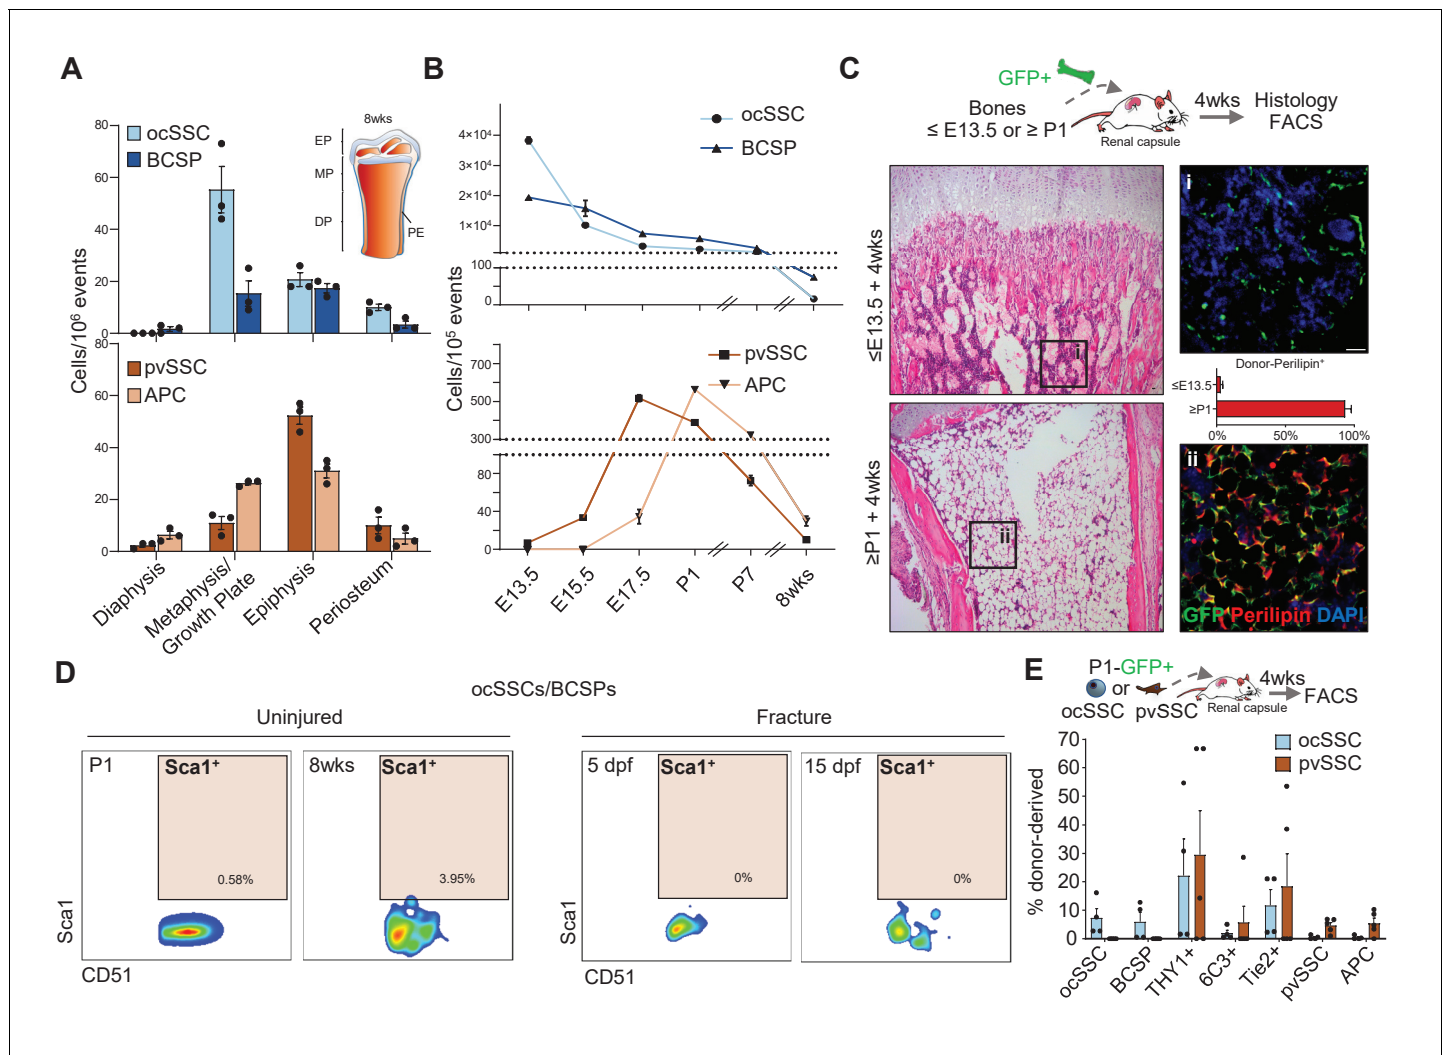 A
80
60
40
20
0
ocSSC
BCSP
8wks
EP
MP
DP
PE
80
60
40
20
0
pvSSC
APC
Cells/10⁶ events
Diaphysis
Metaphysis/
Growth Plate
Epiphysis
Periosteum
B
ocSSC
BCSP
4×10⁴
3×10⁴
2×10⁴
1×10⁴
100
0
pvSSC
APC
700
500
300
80
40
0
Cells/10⁵ events
E13.5
E15.5
E17.5
P1
P7
8wks
C
GFP+
Bones
≤ E13.5 or ≥ P1
Renal capsule
4wks
Histology
FACS
≤E13.5 + 4wks
i
i
Donor-Perilipin⁺
≤E13.5
≥P1
0%
50%
100%
≥P1 + 4wks
ii
ii
GFP Perilipin DAPI
D
ocSSCs/BCSPs
Uninjured
Fracture
P1
Sca1⁺
0.58%
8wks
Sca1⁺
3.95%
5 dpf
Sca1⁺
0%
15 dpf
Sca1⁺
0%
Sca1
CD51
Sca1
CD51
E
P1-GFP+
or
ocSSC pvSSC
Renal capsule
4wks
FACS
ocSSC
pvSSC
% donor-derived
70
60
50
40
30
20
10
0
ocSSC
BCSP
THY1+
6C3+
Tie2+
pvSSC
APC